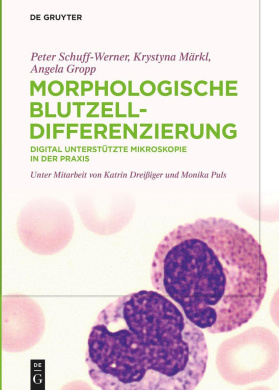 DE GRUYTER
Peter Schuff-Werner, Krystyna Märkl,
Angela Gropp
MORPHOLOGISCHE
BLUTZELL-
DIFFERENZIERUNG
DIGITAL UNTERSTÜTZTE MIKROSKOPIE
IN DER PRAXIS
Unter Mitarbeit von Katrin Dreißiger und Monika Puls
DE
G